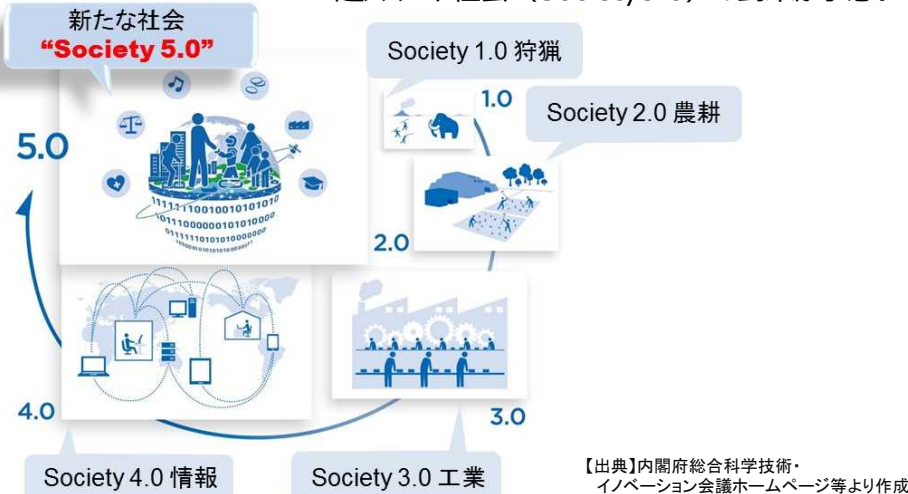 新たな社会
“Society 5.0”
Society 1.0 狩猟
1.0
Society 2.0 農耕
5.0
11111110010010101010
2.0
4.0
3.0
Society 4.0 情報
Society 3.0 工業
【出典】内閣府総合科学技術・
イノベーション会議ホームページ等より作成